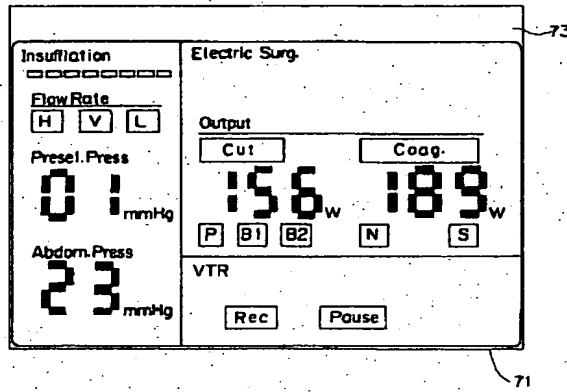 73
Insufflation
Flow Rate
H V L
Presel. Press
01 mmHg
Abdom. Press
23 mmHg
Electric Surg.
Output
Cut Coag.
156 W 189 W
P B1 B2 N S
VTR
Rec Pause
71